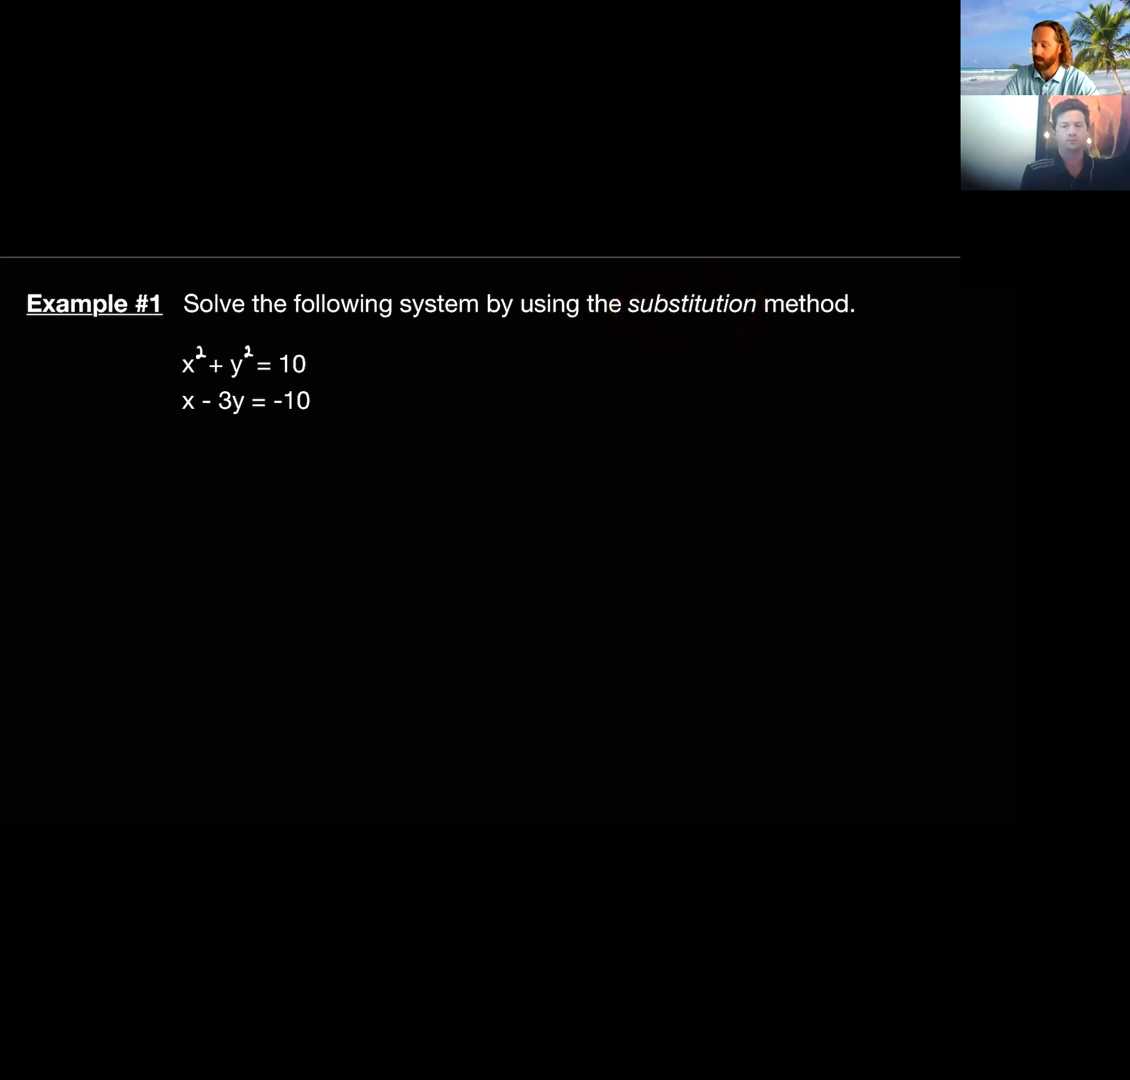 Example #1 Solve the following system by using the substitution method.
x² + y² = 10
x - 3y = -10